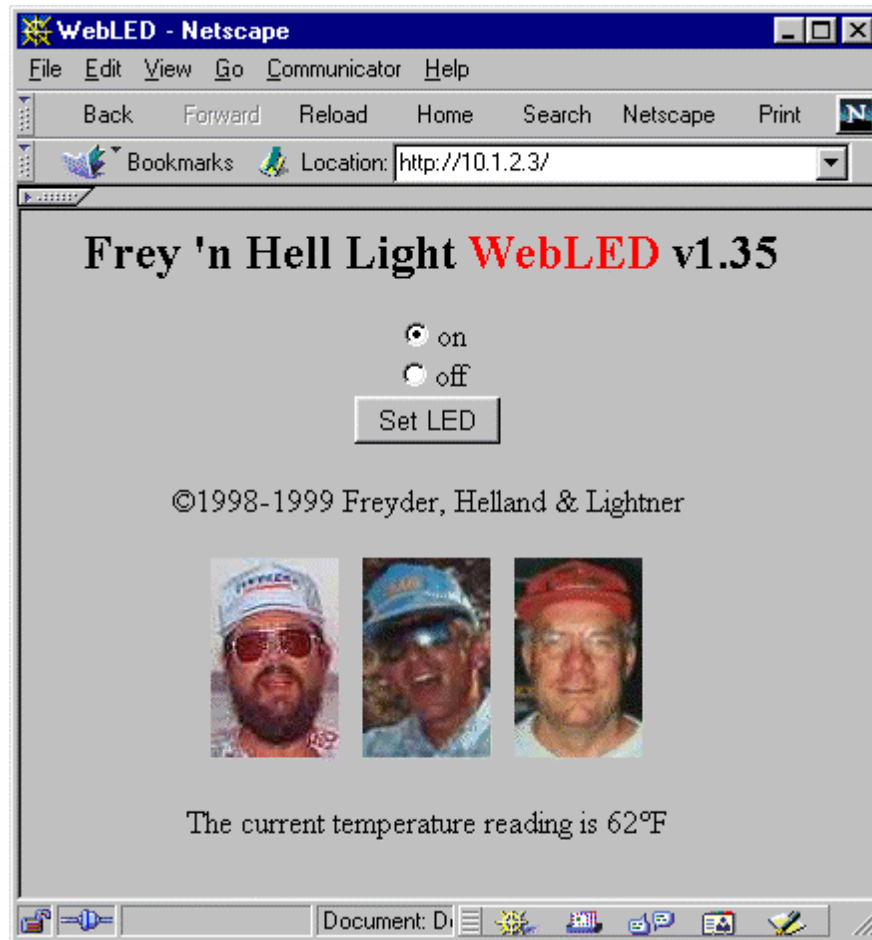 WebLED - Netscape
File Edit View Go Communicator Help
Back Forward Reload Home Search Netscape Print N
Bookmarks Location: http://10.1.2.3/
Frey 'n Hell Light WebLED v1.35
on
off
Set LED
©1998-1999 Freyder, Helland & Lightner
The current temperature reading is 62°F
Document: D